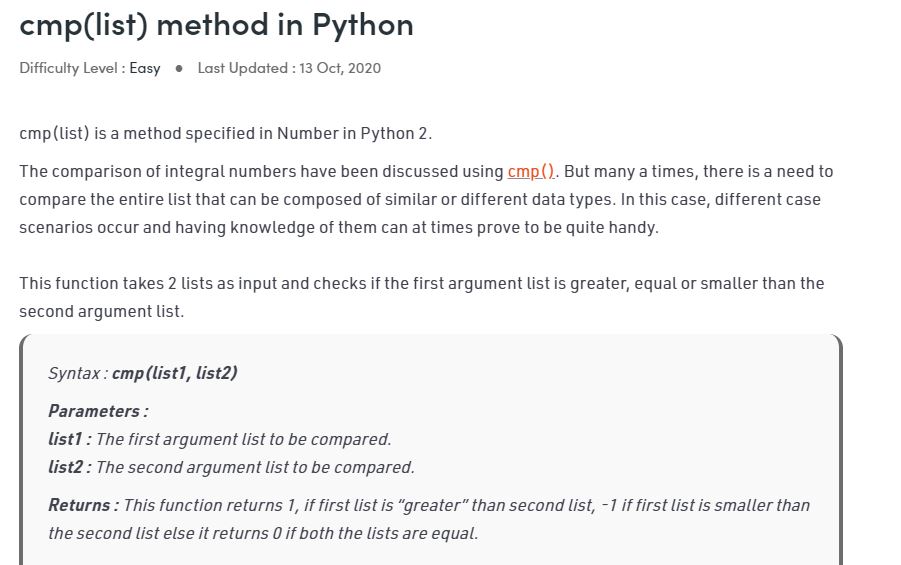 cmp(list) method in Python
Difficulty Level : Easy ● Last Updated : 13 Oct, 2020
cmp(list) is a method specified in Number in Python 2.
The comparison of integral numbers have been discussed using cmp(). But many a times, there is a need to
compare the entire list that can be composed of similar or different data types. In this case, different case
scenarios occur and having knowledge of them can at times prove to be quite handy.
This function takes 2 lists as input and checks if the first argument list is greater, equal or smaller than the
second argument list.
Syntax : cmp(list1, list2)
Parameters :
list1 : The first argument list to be compared.
list2 : The second argument list to be compared.
Returns : This function returns 1, if first list is “greater” than second list, -1 if first list is smaller than
the second list else it returns 0 if both the lists are equal.